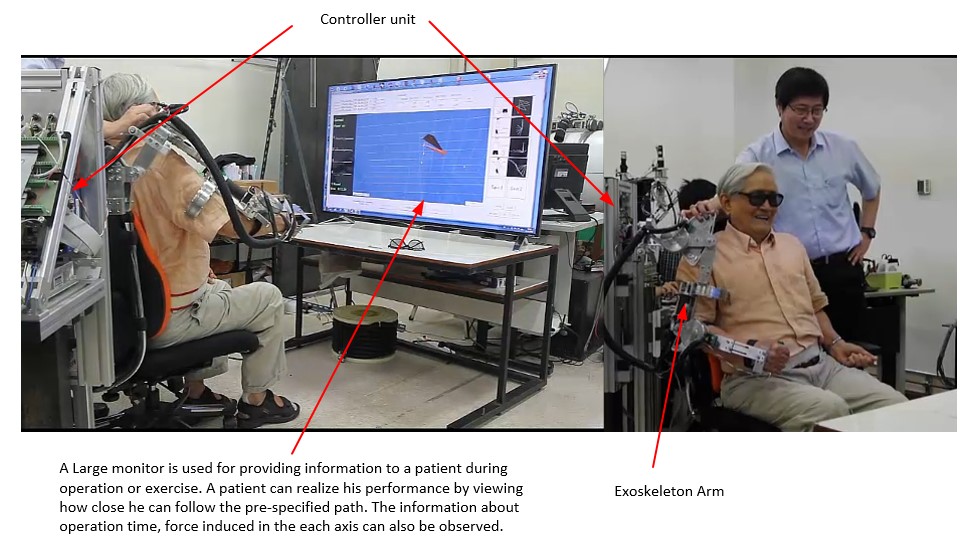 Controller unit
A Large monitor is used for providing information to a patient during
operation or exercise. A patient can realize his performance by viewing
how close he can follow the pre-specified path. The information about
operation time, force induced in the each axis can also be observed.
Exoskeleton Arm